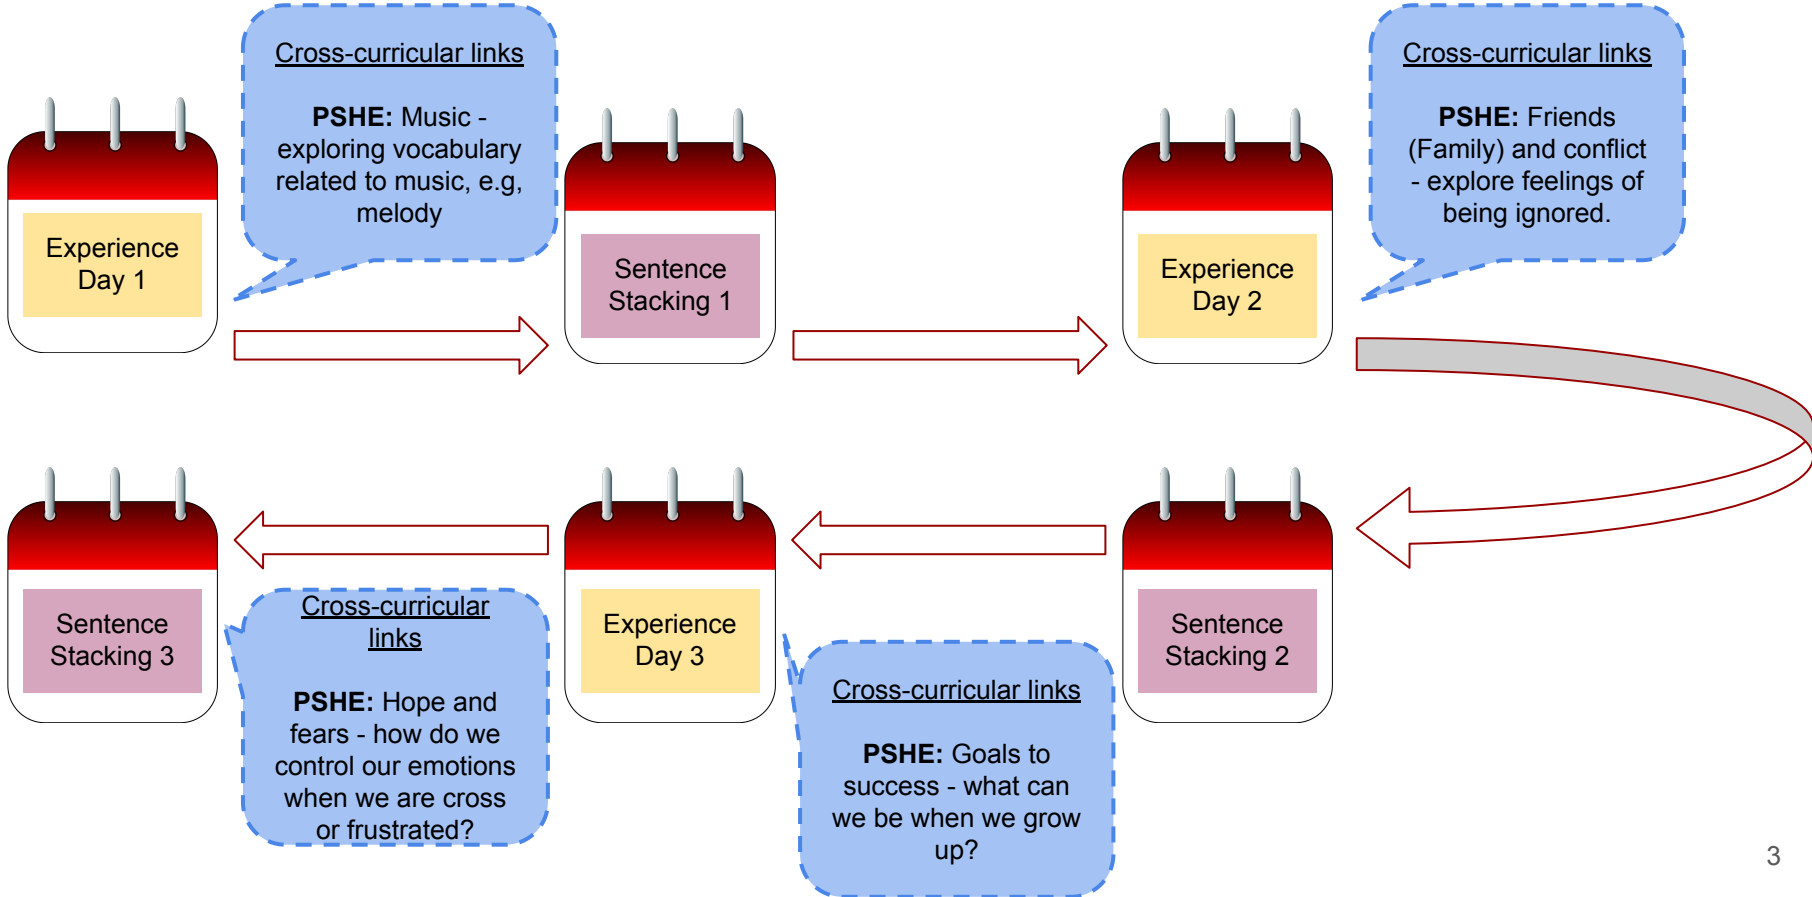 Cross-curricular links
PSHE: Music -
exploring vocabulary
related to music, e.g,
melody
Cross-curricular links
PSHE: Friends
(Family) and conflict
- explore feelings of
being ignored.
Experience
Day 1
Sentence
Stacking 1
Experience
Day 2
Sentence
Stacking 3
Cross-curricular
links
PSHE: Hope and
fears - how do we
control our emotions
when we are cross
or frustrated?
Experience
Day 3
Cross-curricular links
PSHE: Goals to
success - what can
we be when we grow
up?
Sentence
Stacking 2
3